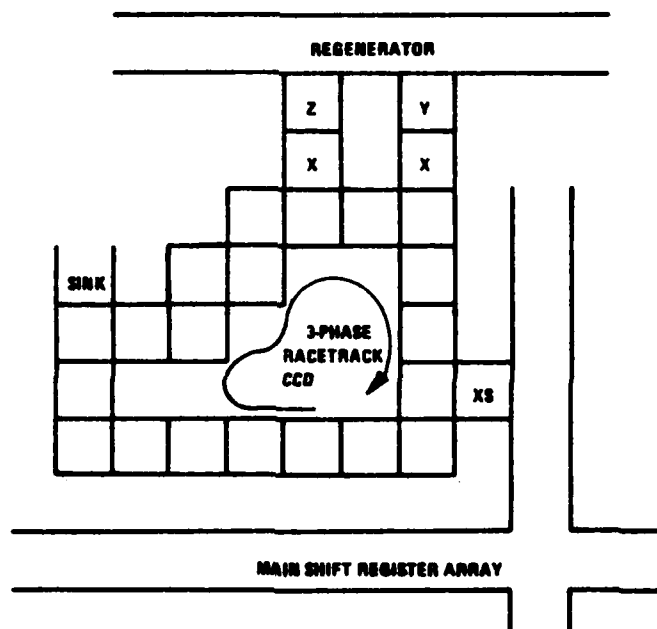 REGENERATOR
Z
Y
X
X
SINK
3-PHASE
RACETRACK
CCD
XS
MAIN SHIFT REGISTER ARRAY